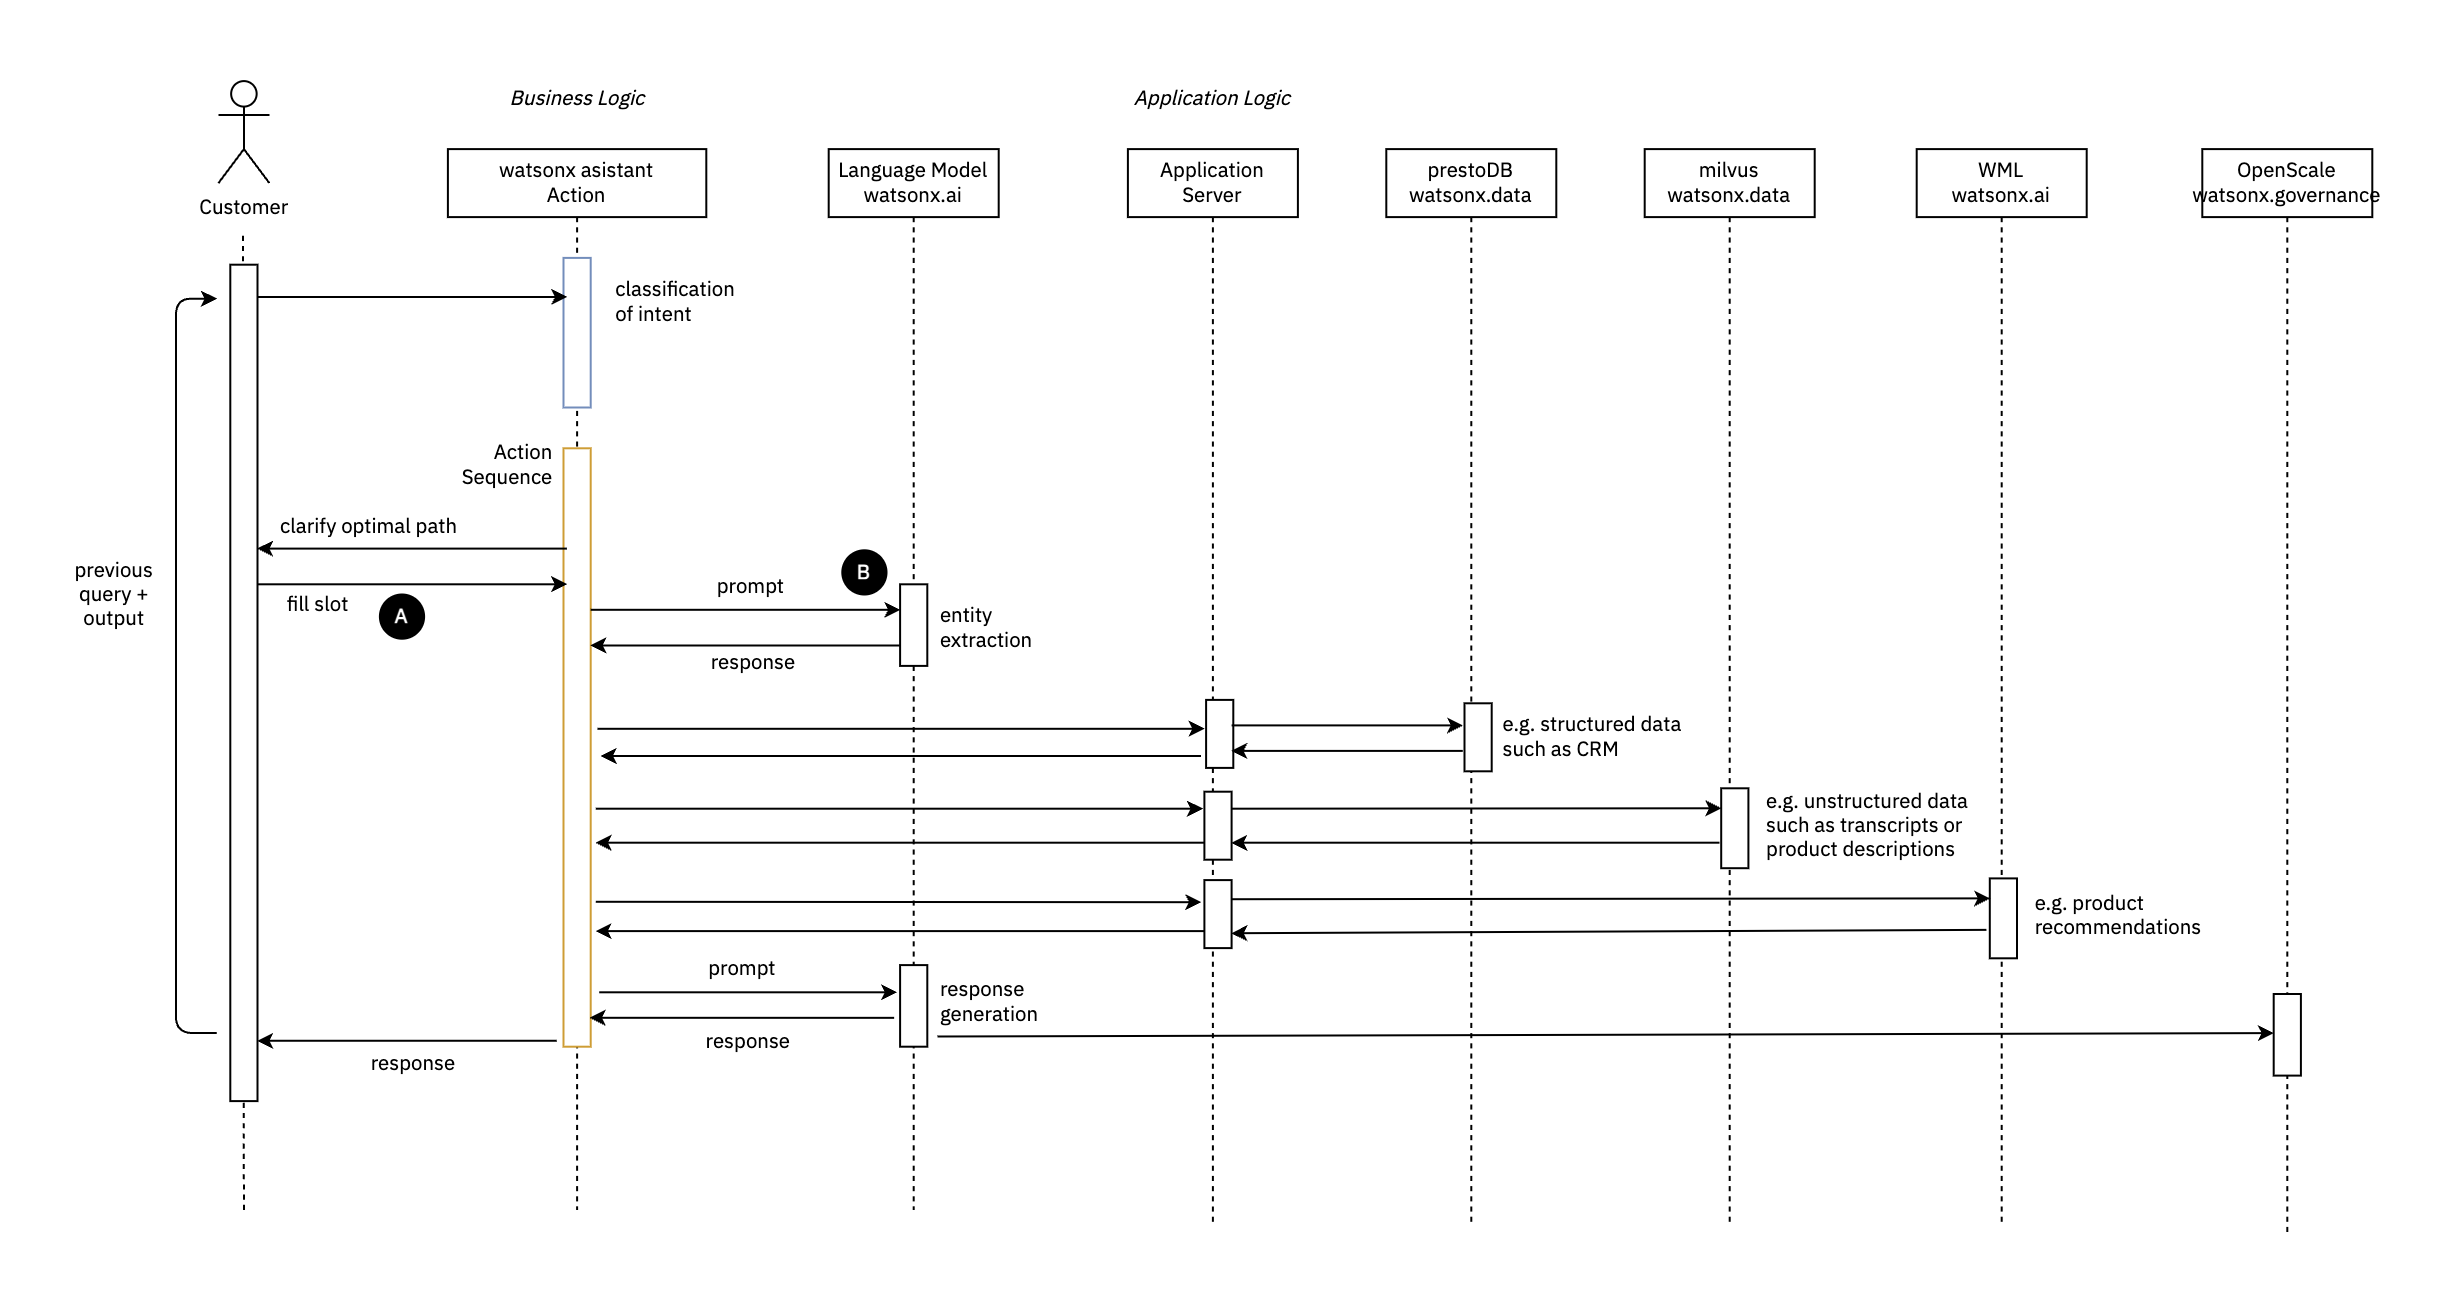 Business Logic
Application Logic
watsonx asistant
Action
Language Model
watsonx.ai
Application
Server
prestoDB
watsonx.data
milvus
watsonx.data
WML
watsonx.ai
OpenScale
watsonx.governance
Customer
classification
of intent
Action
Sequence
clarify optimal path
previous
query +
output
fill slot
A
prompt
B
entity
extraction
response
e.g. structured data
such as CRM
e.g. unstructured data
such as transcripts or
product descriptions
e.g. product
recommendations
prompt
response
generation
response
response